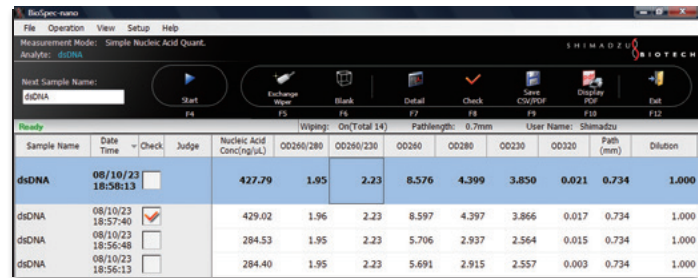 BioSpec-nano
File Operation View Setup Help
Measurement Mode: Simple Nucleic Acid Quant.
Analyte: dsDNA
SHIMADZU
BIOTECH
Next Sample Name:
dsDNA
Start
Exchange Wiper
Blank
Detail
Check
Save CSV/PDF
Display PDF
Exit
F4 F5 F6 F7 F8 F9 F10 F12
Ready Wiping: On(Total 14) Pathlength: 0.7mm User Name: Shimadzu
Sample Name Date Time Check Judge Nucleic Acid Conc(ng/μL) OD260/280 OD260/230 OD260 OD280 OD230 OD320 Path (mm) Dilution
dsDNA 08/10/23 18:58:13 427.79 1.95 2.23 8.576 4.399 3.850 0.021 0.734 1.000
dsDNA 08/10/23 18:57:40 429.02 1.96 2.23 8.597 4.397 3.866 0.017 0.734 1.000
dsDNA 08/10/23 18:56:48 284.53 1.95 2.23 5.706 2.937 2.564 0.015 0.734 1.000
dsDNA 08/10/23 18:56:13 284.40 1.95 2.23 5.691 2.915 2.557 0.003 0.734 1.000